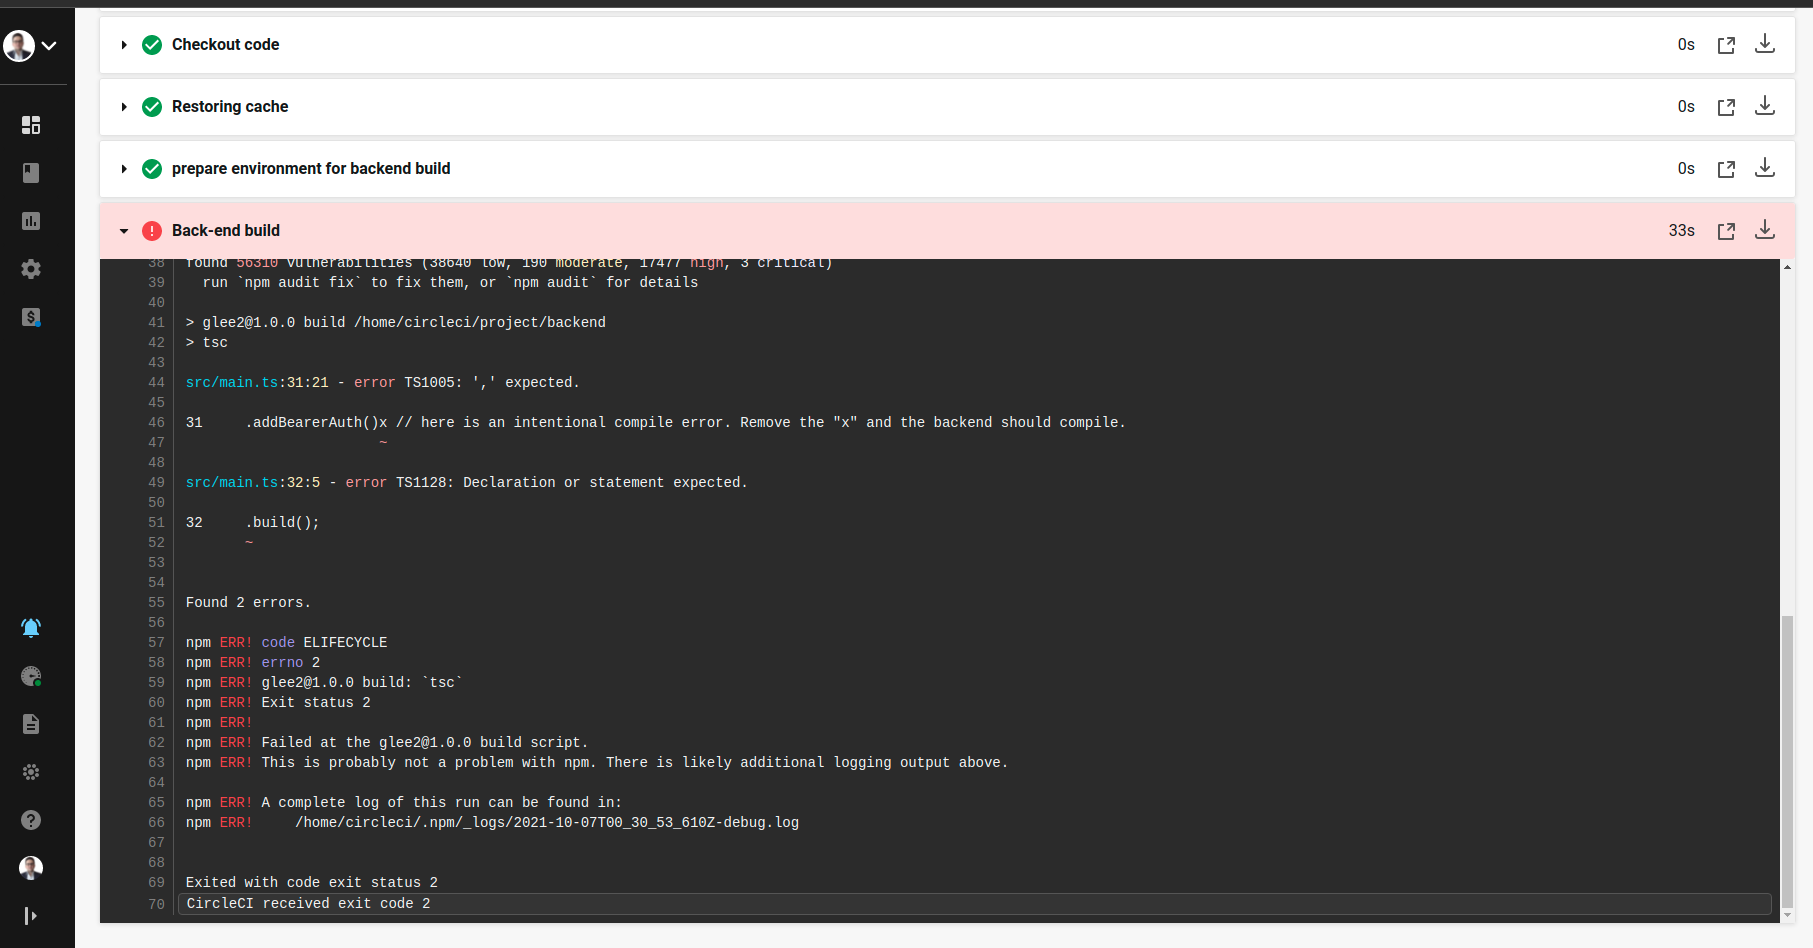 Checkout code 0s
Restoring cache 0s
prepare environment for backend build 0s
Back-end build 33s
38 found 56310 vulnerabilities (38640 low, 190 moderate, 17477 high, 3 critical)
39 run `npm audit fix` to fix them, or `npm audit` for details
40
41 > glee2@1.0.0 build /home/circleci/project/backend
42 > tsc
43
44 src/main.ts:31:21 - error TS1005: ',' expected.
45
46 31 .addBearerAuth()x // here is an intentional compile error. Remove the "x" and the backend should compile.
47 ~
48
49 src/main.ts:32:5 - error TS1128: Declaration or statement expected.
50
51 32 .build();
52 ~
53
54
55 Found 2 errors.
56
57 npm ERR! code ELIFECYCLE
58 npm ERR! errno 2
59 npm ERR! glee2@1.0.0 build: `tsc`
60 npm ERR! Exit status 2
61 npm ERR!
62 npm ERR! Failed at the glee2@1.0.0 build script.
63 npm ERR! This is probably not a problem with npm. There is likely additional logging output above.
64
65 npm ERR! A complete log of this run can be found in:
66 npm ERR! /home/circleci/.npm/_logs/2021-10-07T00_30_53_610Z-debug.log
67
68
69 Exited with code exit status 2
70 CircleCI received exit code 2